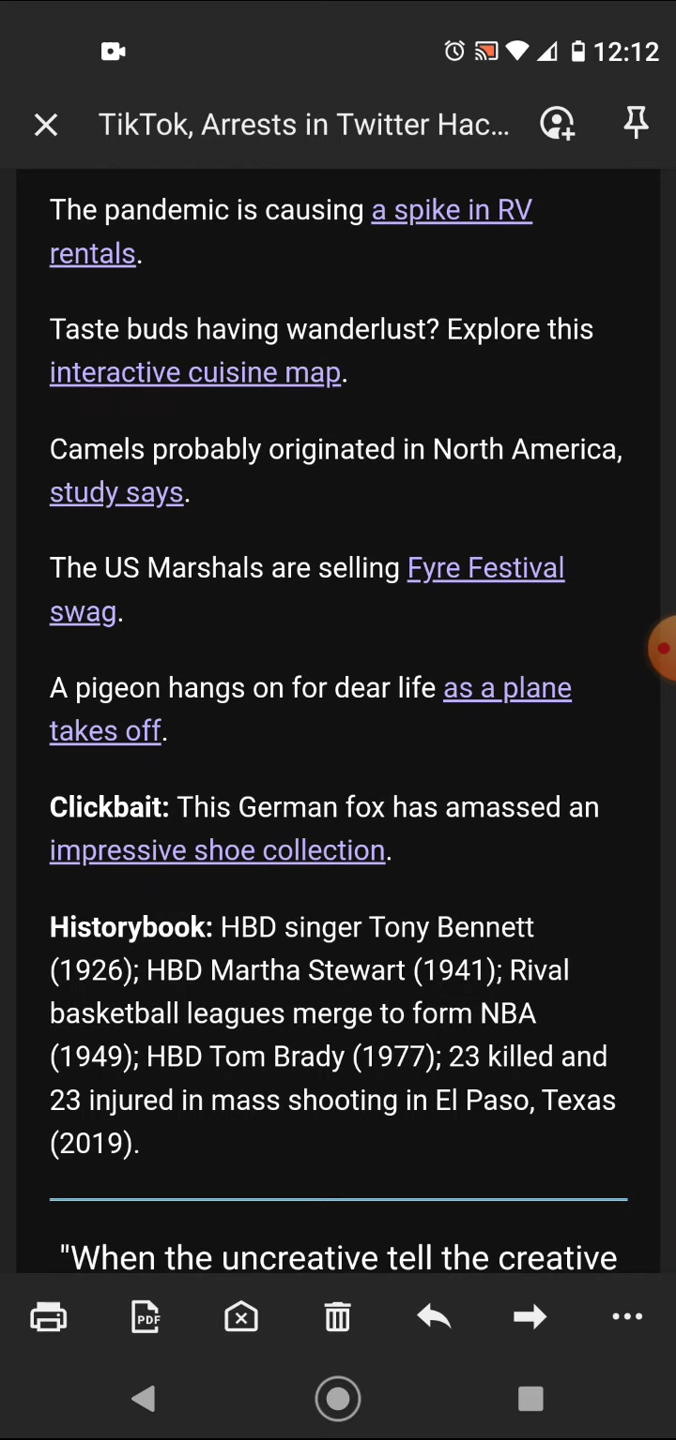 12:12
TikTok, Arrests in Twitter Hac...
The pandemic is causing a spike in RV
rentals.
Taste buds having wanderlust? Explore this
interactive cuisine map.
Camels probably originated in North America,
study says.
The US Marshals are selling Fyre Festival
swag.
A pigeon hangs on for dear life as a plane
takes off.
Clickbait: This German fox has amassed an
impressive shoe collection.
Historybook: HBD singer Tony Bennett
(1926); HBD Martha Stewart (1941); Rival
basketball leagues merge to form NBA
(1949); HBD Tom Brady (1977); 23 killed and
23 injured in mass shooting in El Paso, Texas
(2019).
"When the uncreative tell the creative
PDF